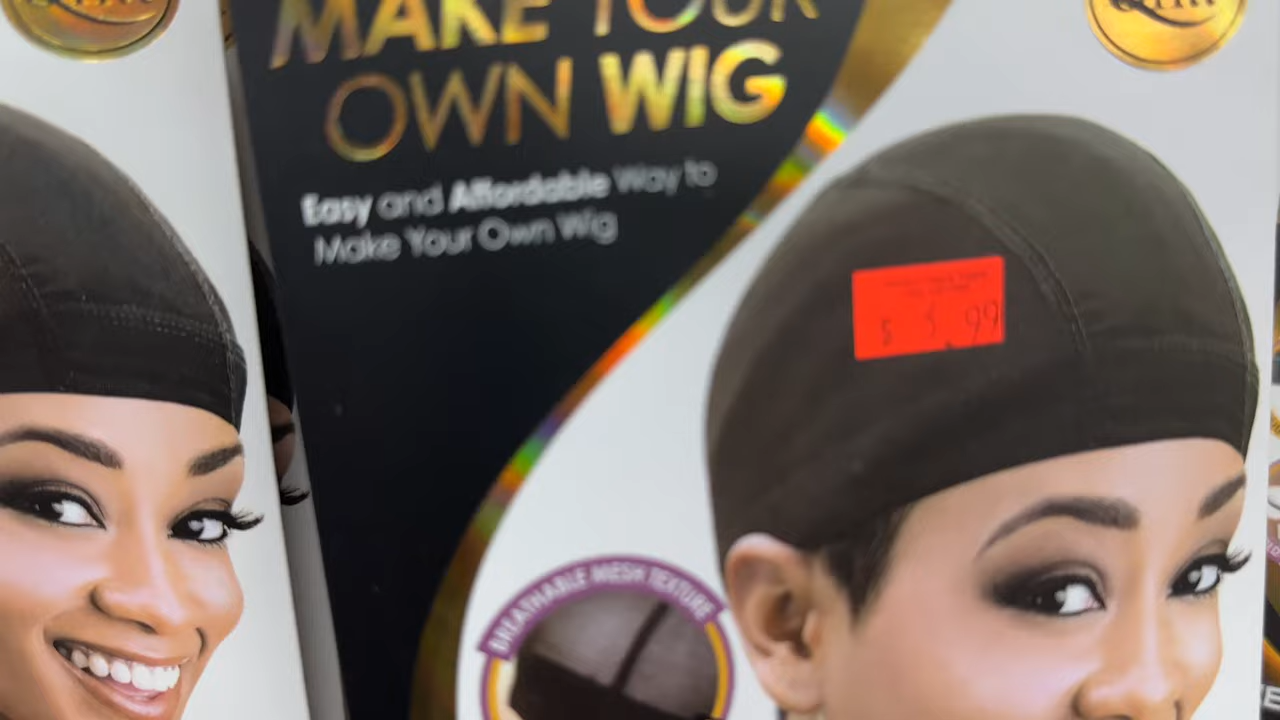 MAKE YOUR
OWN WIG
Easy and Affordable Way to
Make Your Own Wig
$ 3.99
BREATHABLE MESH TEXTURE